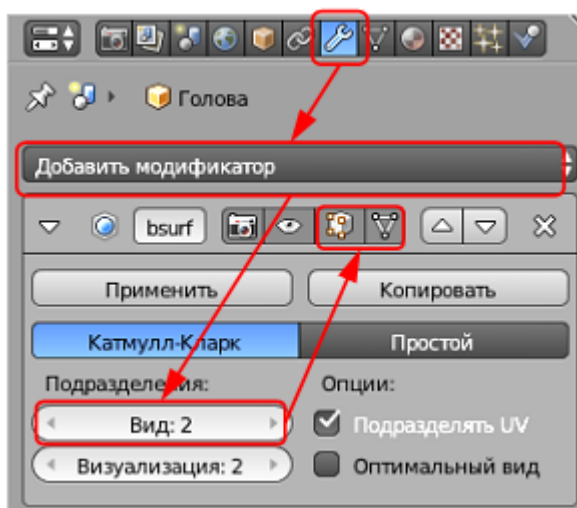 Голова
Добавить модификатор
bsurf
Применить Копировать
Катмулл-Кларк Простой
Подразделения: Опции:
Вид: 2 Подразделять UV
Визуализация: 2 Оптимальный вид